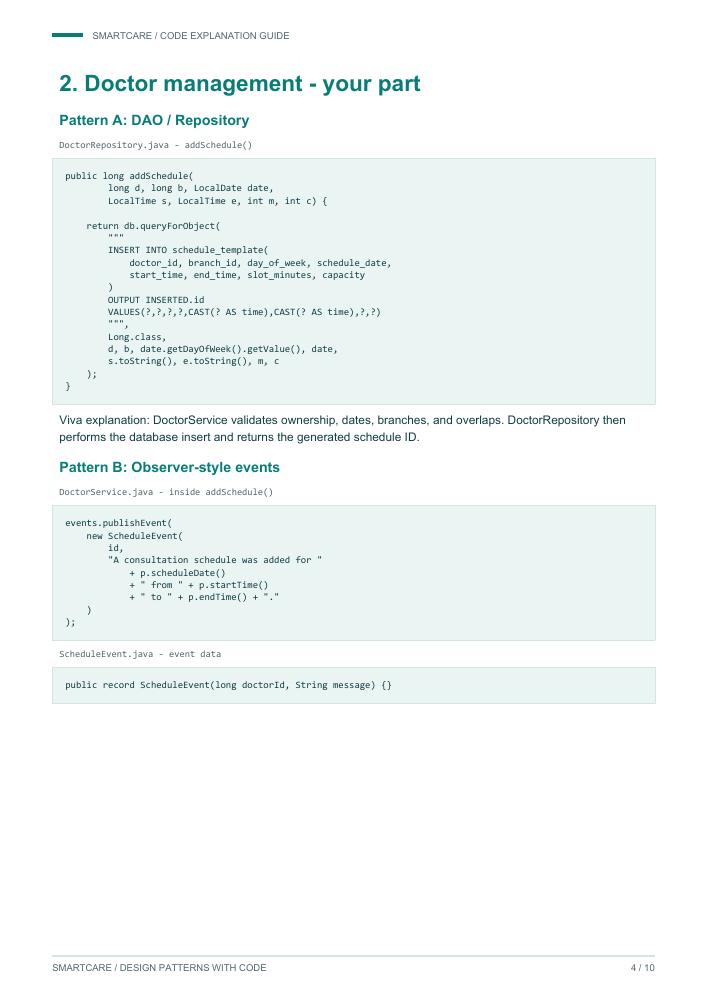 SMARTCARE / CODE EXPLANATION GUIDE
2. Doctor management - your part
Pattern A: DAO / Repository
DoctorRepository.java - addSchedule()
public long addSchedule(
        long d, long b, LocalDate date,
        LocalTime s, LocalTime e, int m, int c) {
    return db.queryForObject(
        """
        INSERT INTO schedule_template(
            doctor_id, branch_id, day_of_week, schedule_date,
            start_time, end_time, slot_minutes, capacity
        )
        OUTPUT INSERTED.id
        VALUES(?,?,?,?,CAST(? AS time),CAST(? AS time),?,?)
        """,
        Long.class,
        d, b, date.getDayOfWeek().getValue(), date,
        s.toString(), e.toString(), m, c
    );
}
Viva explanation: DoctorService validates ownership, dates, branches, and overlaps. DoctorRepository then
performs the database insert and returns the generated schedule ID.
Pattern B: Observer-style events
DoctorService.java - inside addSchedule()
events.publishEvent(
    new ScheduleEvent(
        id,
        "A consultation schedule was added for "
            + p.scheduleDate()
            + " from " + p.startTime()
            + " to " + p.endTime() + "."
    )
);
ScheduleEvent.java - event data
public record ScheduleEvent(long doctorId, String message) {}
SMARTCARE / DESIGN PATTERNS WITH CODE
4 / 10